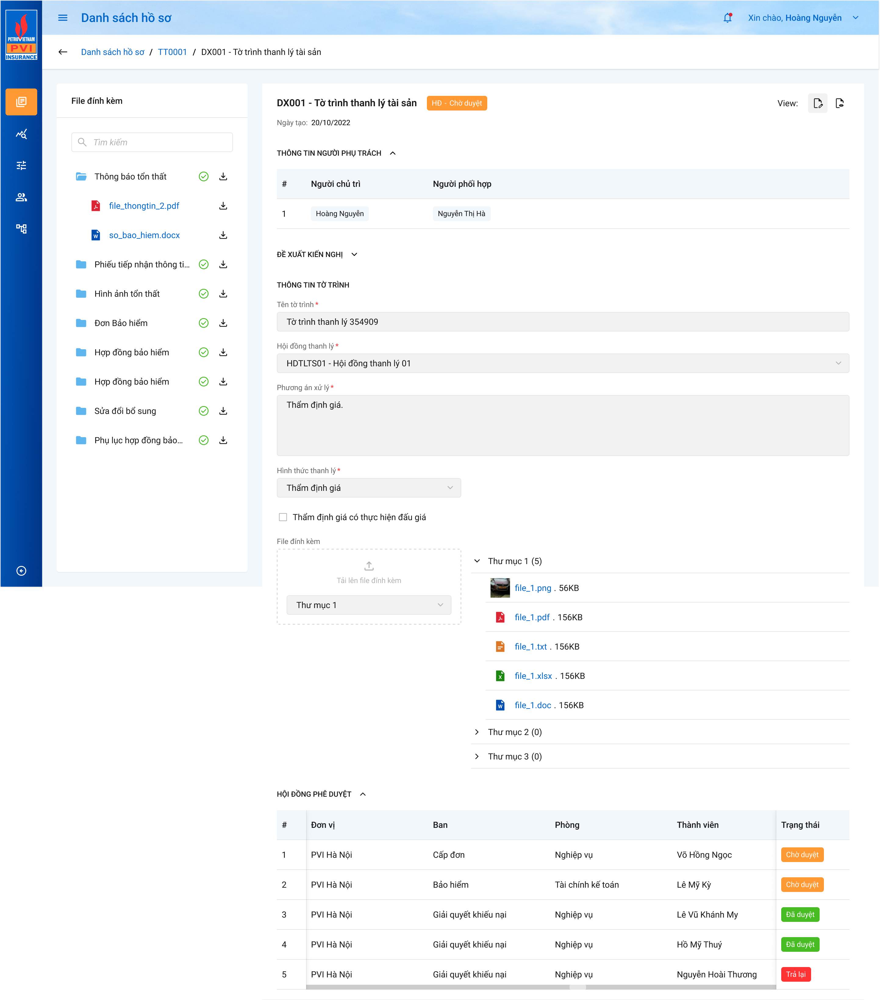 PETROVIETNAM
PVI
INSURANCE
Danh sách hồ sơ
Xin chào, Hoàng Nguyễn
Danh sách hồ sơ / TT0001 / DX001 - Tờ trình thanh lý tài sản
File đính kèm
Tìm kiếm
Thông báo tổn thất
file_thongtin_2.pdf
so_bao_hiem.docx
Phiếu tiếp nhận thông ti...
Hình ảnh tổn thất
Đơn Bảo hiểm
Hợp đồng bảo hiểm
Hợp đồng bảo hiểm
Sửa đổi bổ sung
Phụ lục hợp đồng bảo...
DX001 - Tờ trình thanh lý tài sản HĐ - Chờ duyệt
View:
Ngày tạo: 20/10/2022
THÔNG TIN NGƯỜI PHỤ TRÁCH
# Người chủ trì Người phối hợp
1 Hoàng Nguyễn Nguyễn Thị Hà
ĐỀ XUẤT KIẾN NGHỊ
THÔNG TIN TỜ TRÌNH
Tên tờ trình *
Tờ trình thanh lý 354909
Hội đồng thanh lý *
HDTLTS01 - Hội đồng thanh lý 01
Phương án xử lý *
Thẩm định giá.
Hình thức thanh lý *
Thẩm định giá
Thẩm định giá có thực hiện đấu giá
File đính kèm
Tải lên file đính kèm
Thư mục 1
Thư mục 1 (5)
file_1.png . 56KB
file_1.pdf . 156KB
file_1.txt . 156KB
file_1.xlsx . 156KB
file_1.doc . 156KB
Thư mục 2 (0)
Thư mục 3 (0)
HỘI ĐỒNG PHÊ DUYỆT
# Đơn vị Ban Phòng Thành viên Trạng thái
1 PVI Hà Nội Cấp đơn Nghiệp vụ Võ Hồng Ngọc Chờ duyệt
2 PVI Hà Nội Bảo hiểm Tài chính kế toán Lê Mỹ Kỳ Chờ duyệt
3 PVI Hà Nội Giải quyết khiếu nại Nghiệp vụ Lê Vũ Khánh My Đã duyệt
4 PVI Hà Nội Giải quyết khiếu nại Nghiệp vụ Hồ Mỹ Thuý Đã duyệt
5 PVI Hà Nội Giải quyết khiếu nại Nghiệp vụ Nguyễn Hoài Thương Trả lại